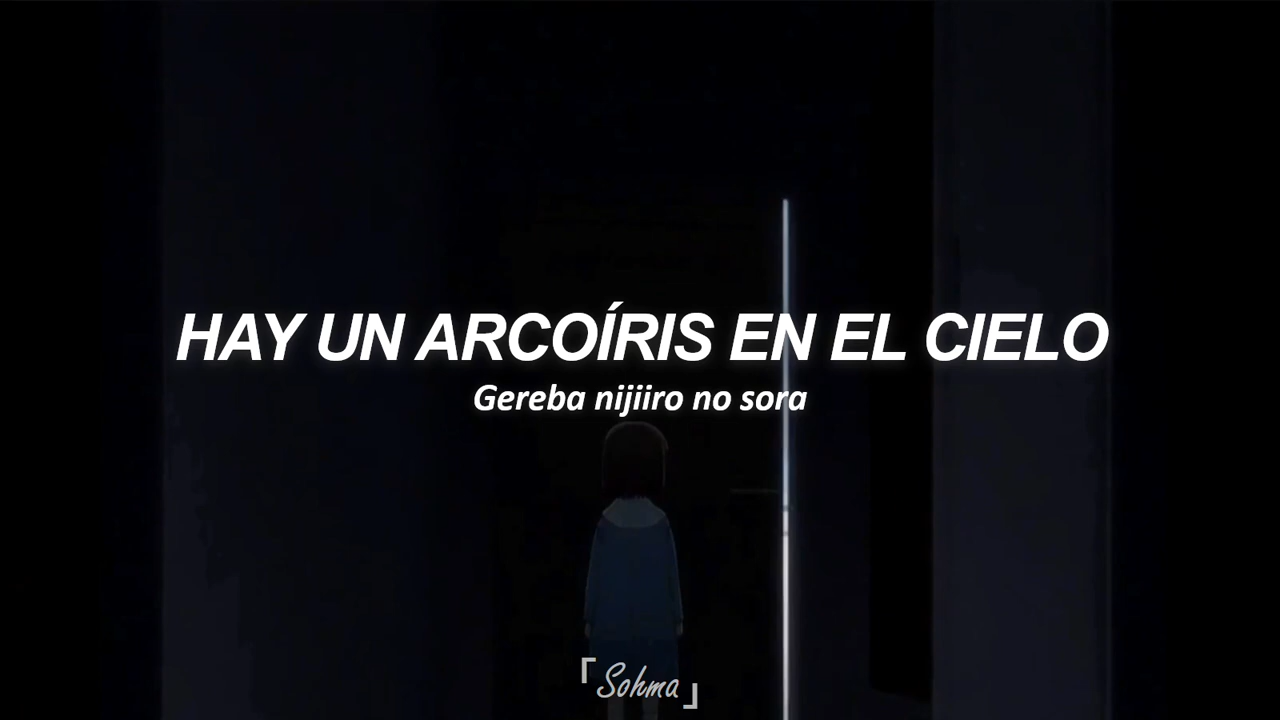 HAY UN ARCOÍRIS EN EL CIELO
Gereba nijiiro no sora
「Sohma」